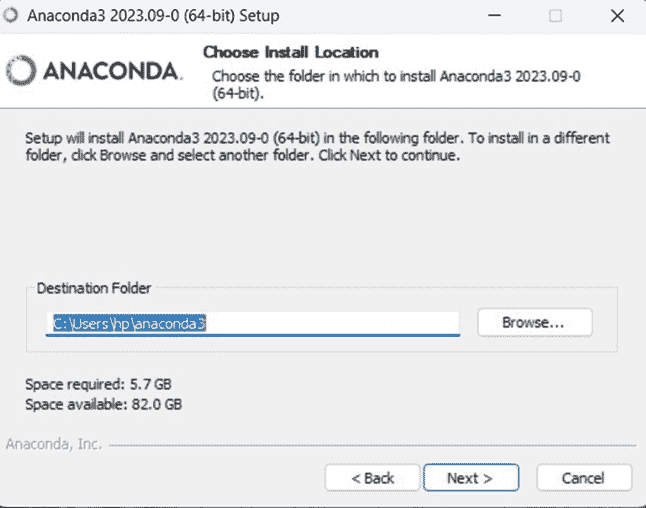 Anaconda3 2023.09-0 (64-bit) Setup
ANACONDA.
Choose Install Location
Choose the folder in which to install Anaconda3 2023.09-0
(64-bit).
Setup will install Anaconda3 2023.09-0 (64-bit) in the following folder. To install in a different
folder, click Browse and select another folder. Click Next to continue.
Destination Folder
C:\Users\hp\anaconda3
Browse...
Space required: 5.7 GB
Space available: 82.0 GB
Anaconda, Inc.
< Back
Next >
Cancel